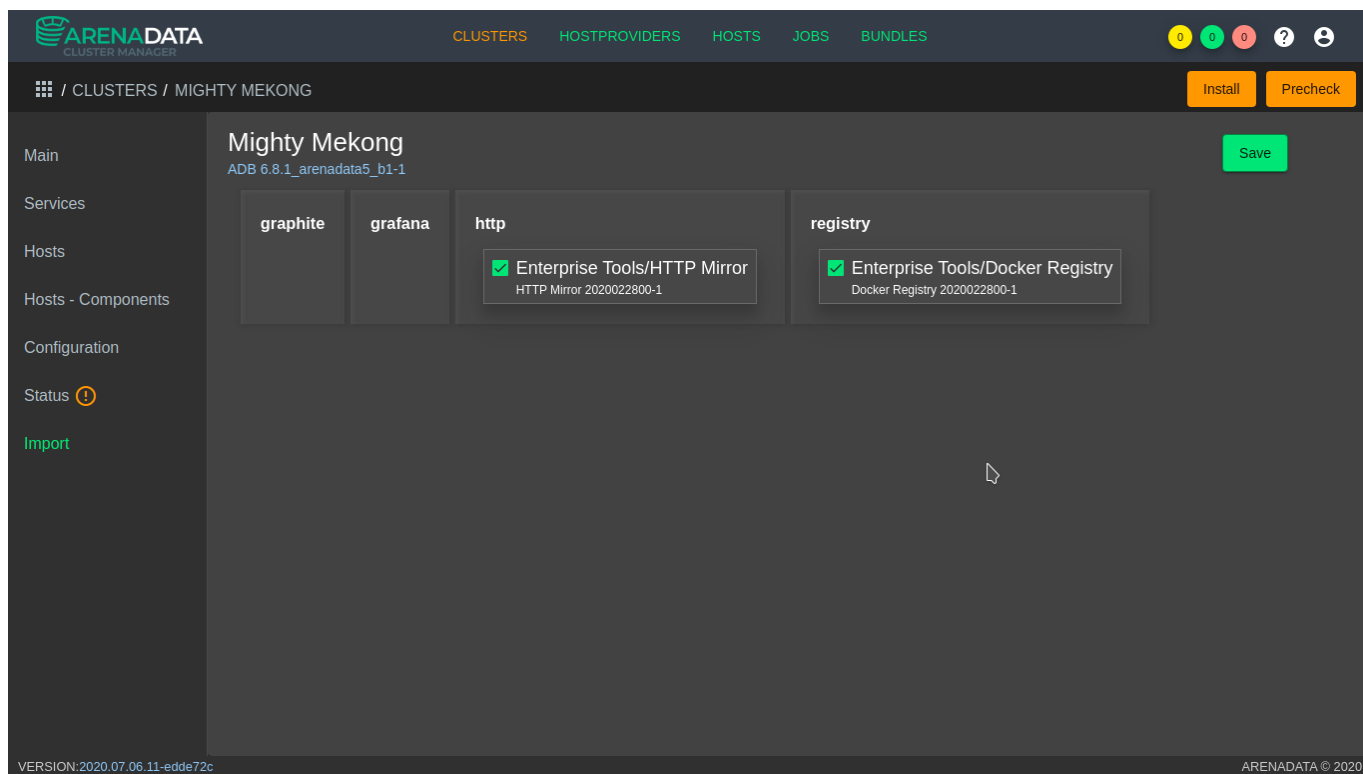 ARENADATA
CLUSTER MANAGER
CLUSTERS HOSTPROVIDERS HOSTS JOBS BUNDLES
0 0 0
/ CLUSTERS / MIGHTY MEKONG
Install Precheck
Main
Services
Hosts
Hosts - Components
Configuration
Status
Import
Mighty Mekong
ADB 6.8.1_arenadata5_b1-1
Save
graphite grafana http registry
Enterprise Tools/HTTP Mirror
HTTP Mirror 2020022800-1
Enterprise Tools/Docker Registry
Docker Registry 2020022800-1
VERSION:2020.07.06.11-edde72c
ARENADATA © 2020